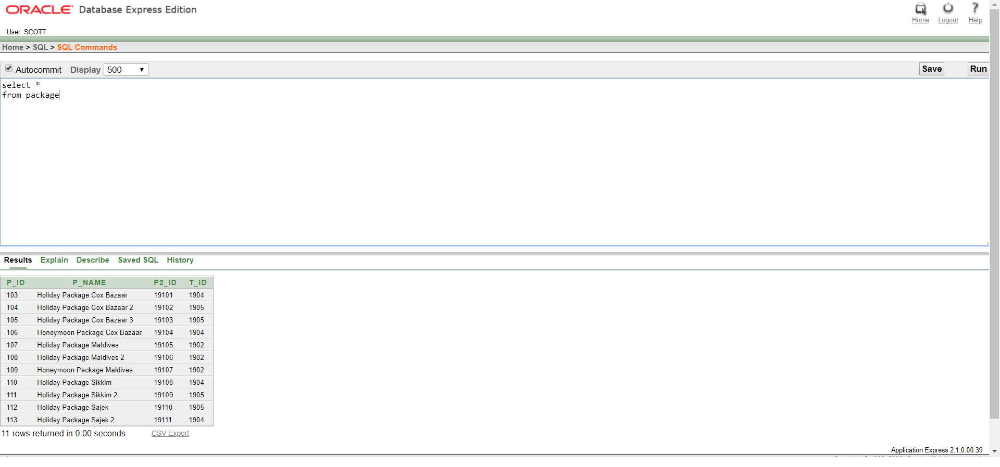 ORACLE Database Express Edition
Home Logout Help
User: SCOTT
Home > SQL > SQL Commands
Autocommit Display 500 Save Run
select *
from package
Results Explain Describe Saved SQL History
P_ID P_NAME P2_ID T_ID
103 Holiday Package Cox Bazaar 19101 1904
104 Holiday Package Cox Bazaar 2 19102 1905
105 Holiday Package Cox Bazaar 3 19103 1905
106 Honeymoon Package Cox Bazaar 19104 1904
107 Holiday Package Maldives 19105 1902
108 Holiday Package Maldives 2 19106 1902
109 Honeymoon Package Maldives 19107 1902
110 Holiday Package Sikkim 19108 1904
111 Holiday Package Sikkim 2 19109 1905
112 Holiday Package Sajek 19110 1905
113 Holiday Package Sajek 2 19111 1904
11 rows returned in 0.00 seconds CSV Export
Application Express 2.1.0.00.39